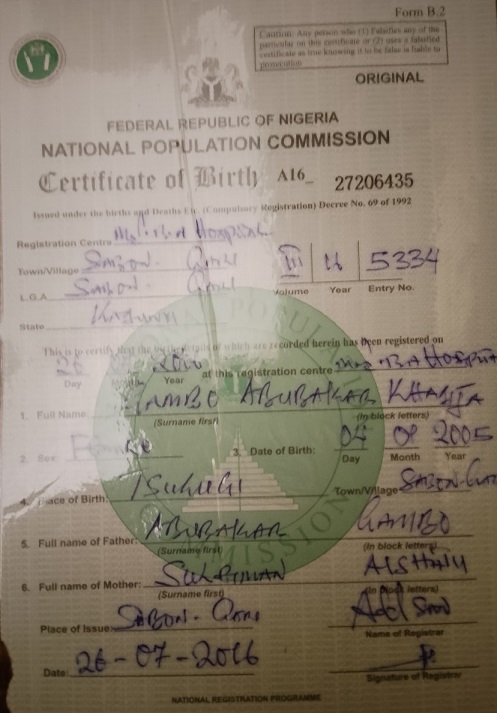 Form B.2
Caution: Any person who (1) Falsifies any of the
particular on this certificate or (2) uses a falsified
certificate as true knowing it to be false is liable to
prosecution
ORIGINAL
FEDERAL REPUBLIC OF NIGERIA
NATIONAL POPULATION COMMISSION
Certificate of Birth A16_ 27206435
Issued under the births and Deaths Etc. (Compulsory Registration) Decree No. 69 of 1992
Registration Centre Hospital
Town/Village SABON- GARI III 5334
L.G.A SABON- GARI Volume Year Entry No.
State
This is to certify that the birth details of which are recorded herein has been registered on
at this registration centre HOSPITAL
Day Year
1. Full Name GAMBO ABUBAKAR KHADIJA
(Surname first) (In block letters)
2. Sex 3. Date of Birth: 04 2005
Day Month Year
4. Place of Birth: Town/Village SABON-GARI
5. Full name of Father: ABUBAKAR GAMBO
(Surname first) (In block letters)
6. Full name of Mother: SULEIMAN
(Surname first) (In block letters)
Place of Issue: SABON-GARI
Name of Registrar
Date: 26-07-2016
Signature of Registrar
NATIONAL REGISTRATION PROGRAMME